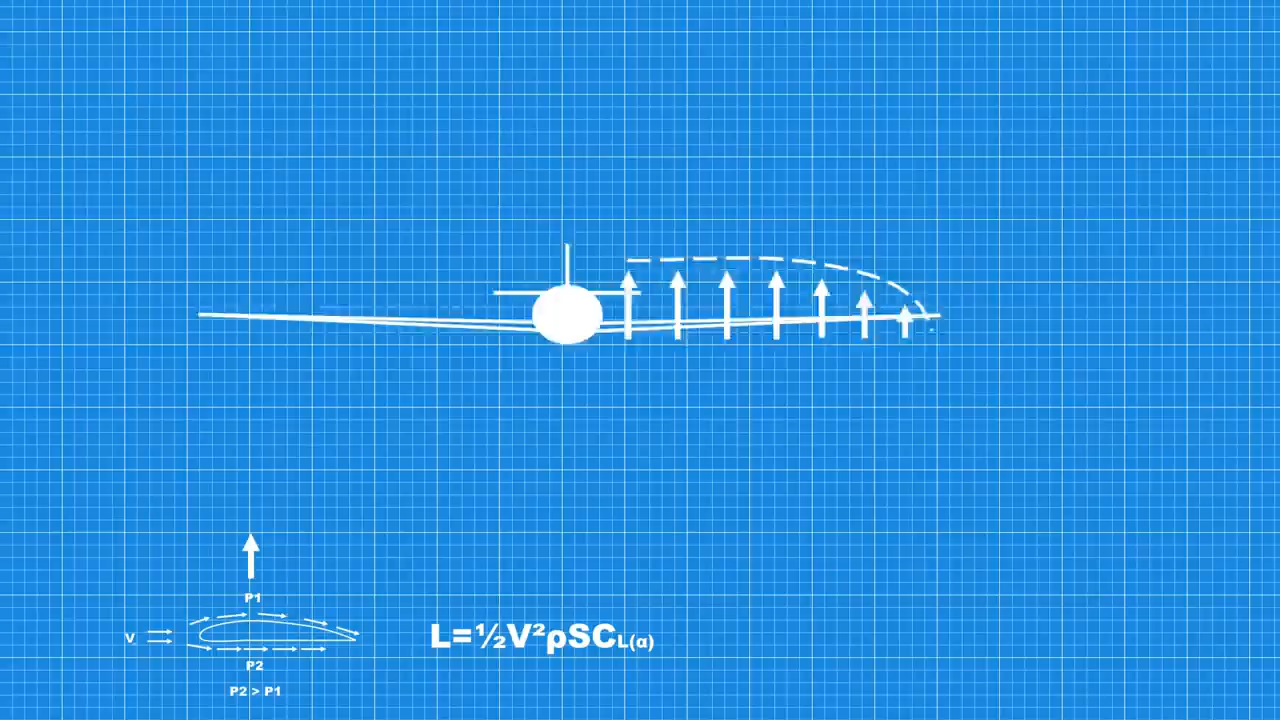 P1
V
L=½V²ρSCL(α)
P2
P2 > P1